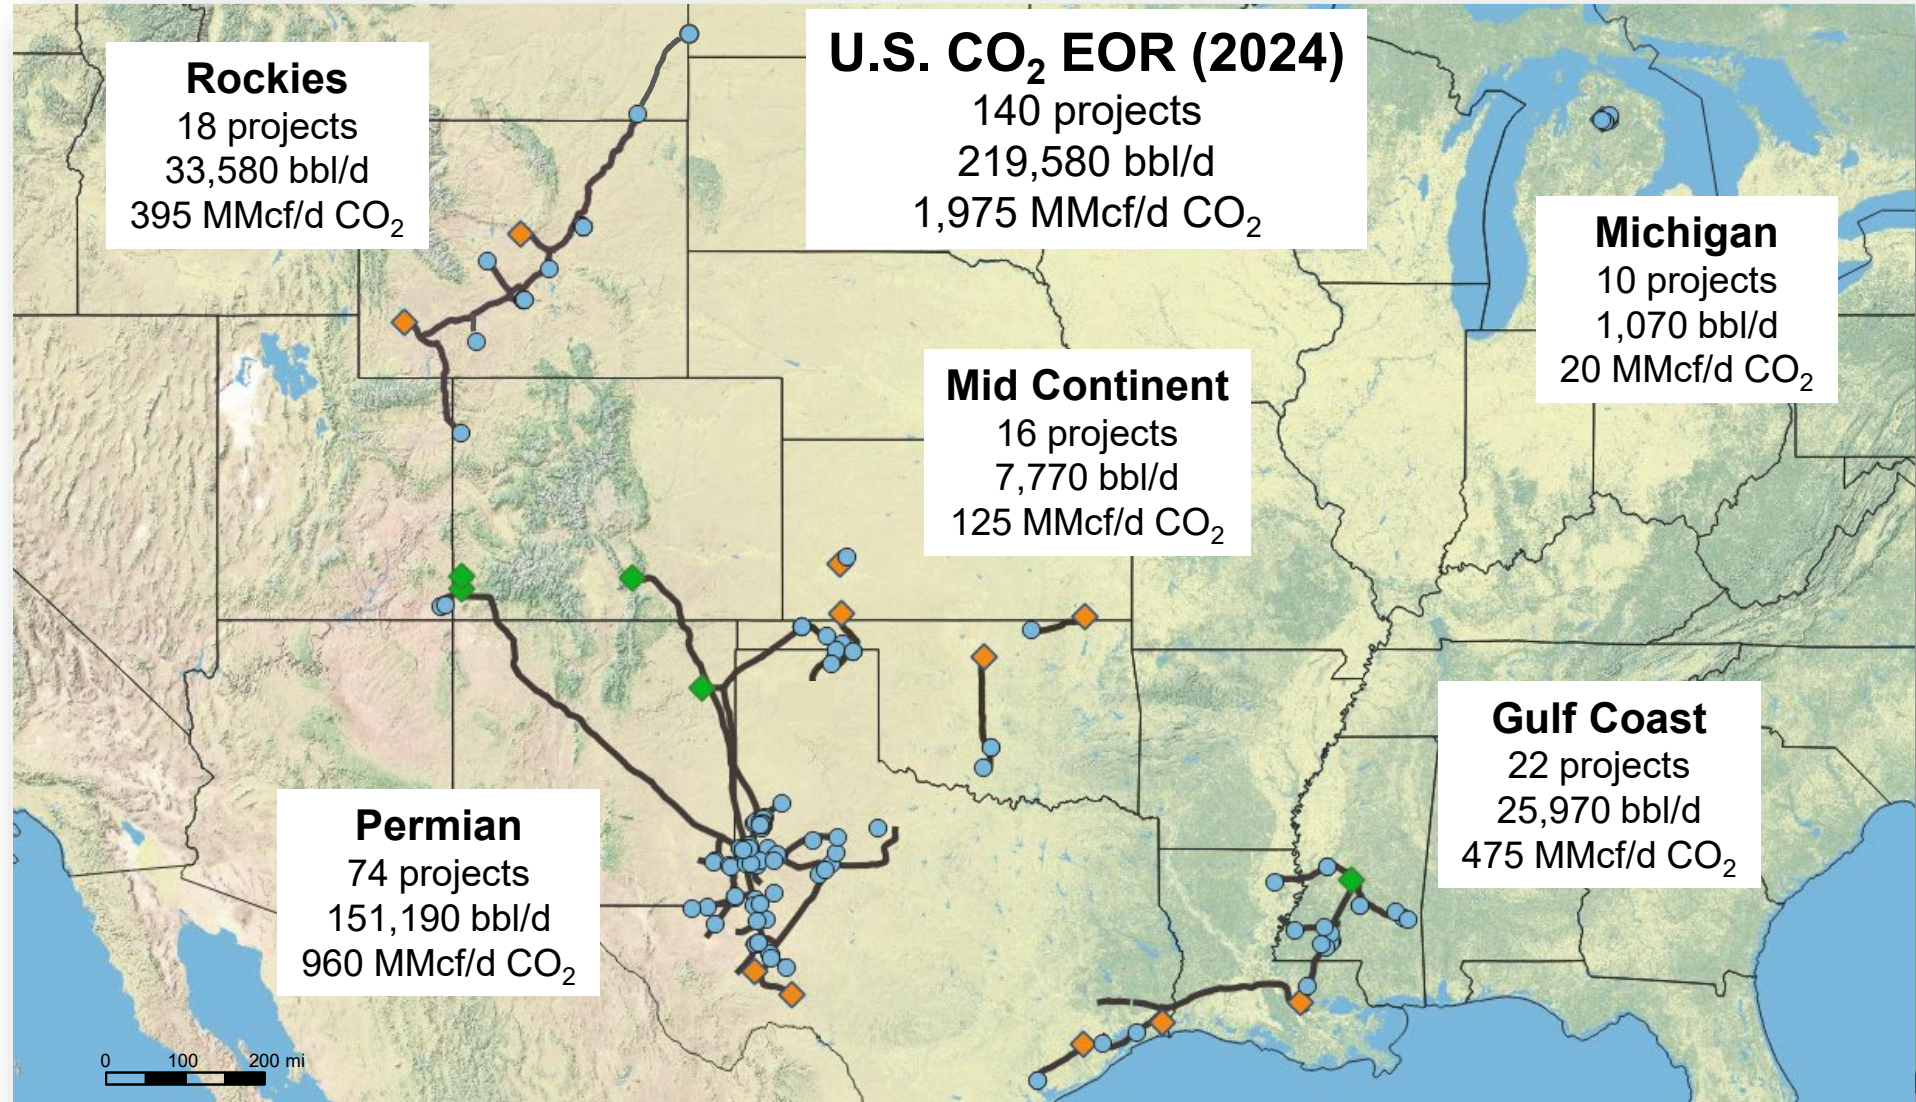 U.S. CO₂ EOR (2024)
140 projects
219,580 bbl/d
1,975 MMcf/d CO₂
Rockies
18 projects
33,580 bbl/d
395 MMcf/d CO₂
Michigan
10 projects
1,070 bbl/d
20 MMcf/d CO₂
Mid Continent
16 projects
7,770 bbl/d
125 MMcf/d CO₂
Gulf Coast
22 projects
25,970 bbl/d
475 MMcf/d CO₂
Permian
74 projects
151,190 bbl/d
960 MMcf/d CO₂
0 100 200 mi